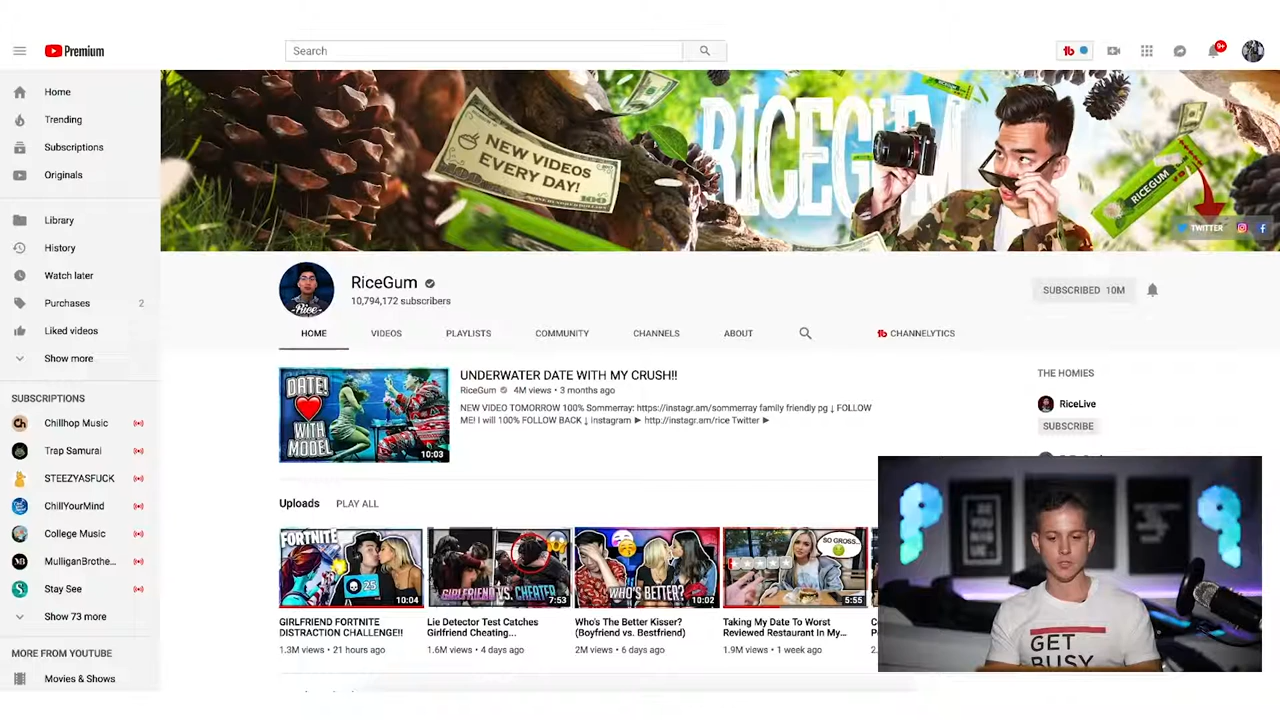 Premium
Search
9+
Home
Trending
Subscriptions
Originals
Library
History
Watch later
Purchases 2
Liked videos
Show more
SUBSCRIPTIONS
Chillhop Music
Trap Samurai
STEEZYASFUCK
ChillYourMind
College Music
MulliganBrothe...
Stay See
Show 73 more
MORE FROM YOUTUBE
Movies & Shows
NEW VIDEOS
EVERY DAY!
100
RICEGUM
RICEGUM
TWITTER
RiceGum
10,794,172 subscribers
SUBSCRIBED 10M
HOME VIDEOS PLAYLISTS COMMUNITY CHANNELS ABOUT CHANNELYTICS
DATE!
WITH
MODEL
10:03
UNDERWATER DATE WITH MY CRUSH!!
RiceGum 4M views • 3 months ago
NEW VIDEO TOMORROW 100% Sommerray: https://instagr.am/sommerray family friendly pg ↓ FOLLOW
ME! I will 100% FOLLOW BACK ↓ Instagram ► http://instagr.am/rice Twitter ►
THE HOMIES
RiceLive
SUBSCRIBE
Uploads PLAY ALL
FORTNITE
25
10:04
GIRLFRIEND FORTNITE
DISTRACTION CHALLENGE!!
1.3M views • 21 hours ago
GIRLFRIEND VS. CHEATER
7:53
Lie Detector Test Catches
Girlfriend Cheating...
1.6M views • 4 days ago
WHO'S BETTER?
10:02
Who's The Better Kisser?
(Boyfriend vs. Bestfriend)
2M views • 6 days ago
SO GROSS...
5:55
Taking My Date To Worst
Reviewed Restaurant In My...
1.9M views • 1 week ago
GET
BUSY